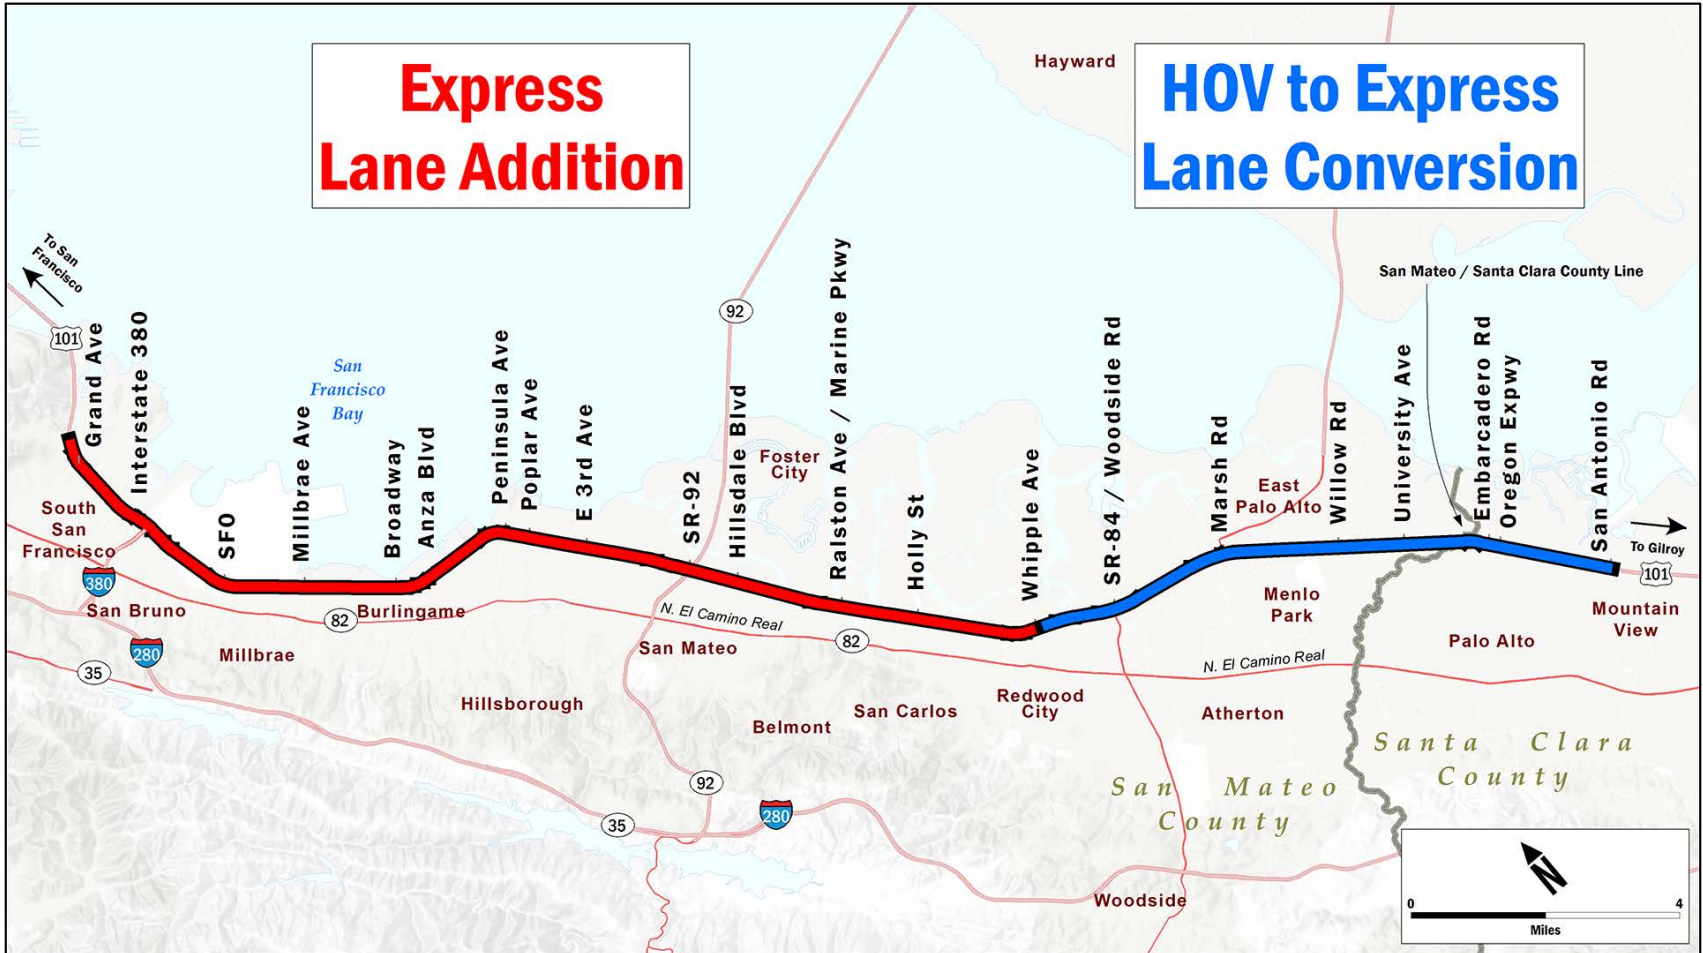 Express
Lane Addition
HOV to Express
Lane Conversion
Hayward
San Mateo / Santa Clara County Line
To San
Francisco
101
Grand Ave
Interstate 380
SFO
Millbrae Ave
Broadway
Anza Blvd
Peninsula Ave
Poplar Ave
E 3rd Ave
SR-92
Hillsdale Blvd
Ralston Ave / Marine Pkwy
Holly St
Whipple Ave
SR-84 / Woodside Rd
Marsh Rd
Willow Rd
University Ave
Embarcadero Rd
Oregon Expwy
San Antonio Rd
San
Francisco
Bay
92
Foster
City
East
Palo Alto
To Gilroy
101
South
San
Francisco
380
San Bruno
82
Burlingame
N. El Camino Real
82
280
Millbrae
35
San Mateo
Menlo
Park
Mountain
View
Palo Alto
N. El Camino Real
Hillsborough
Belmont
San Carlos
Redwood
City
Atherton
Santa Clara
County
San Mateo
County
92
280
35
Woodside
N
0
4
Miles